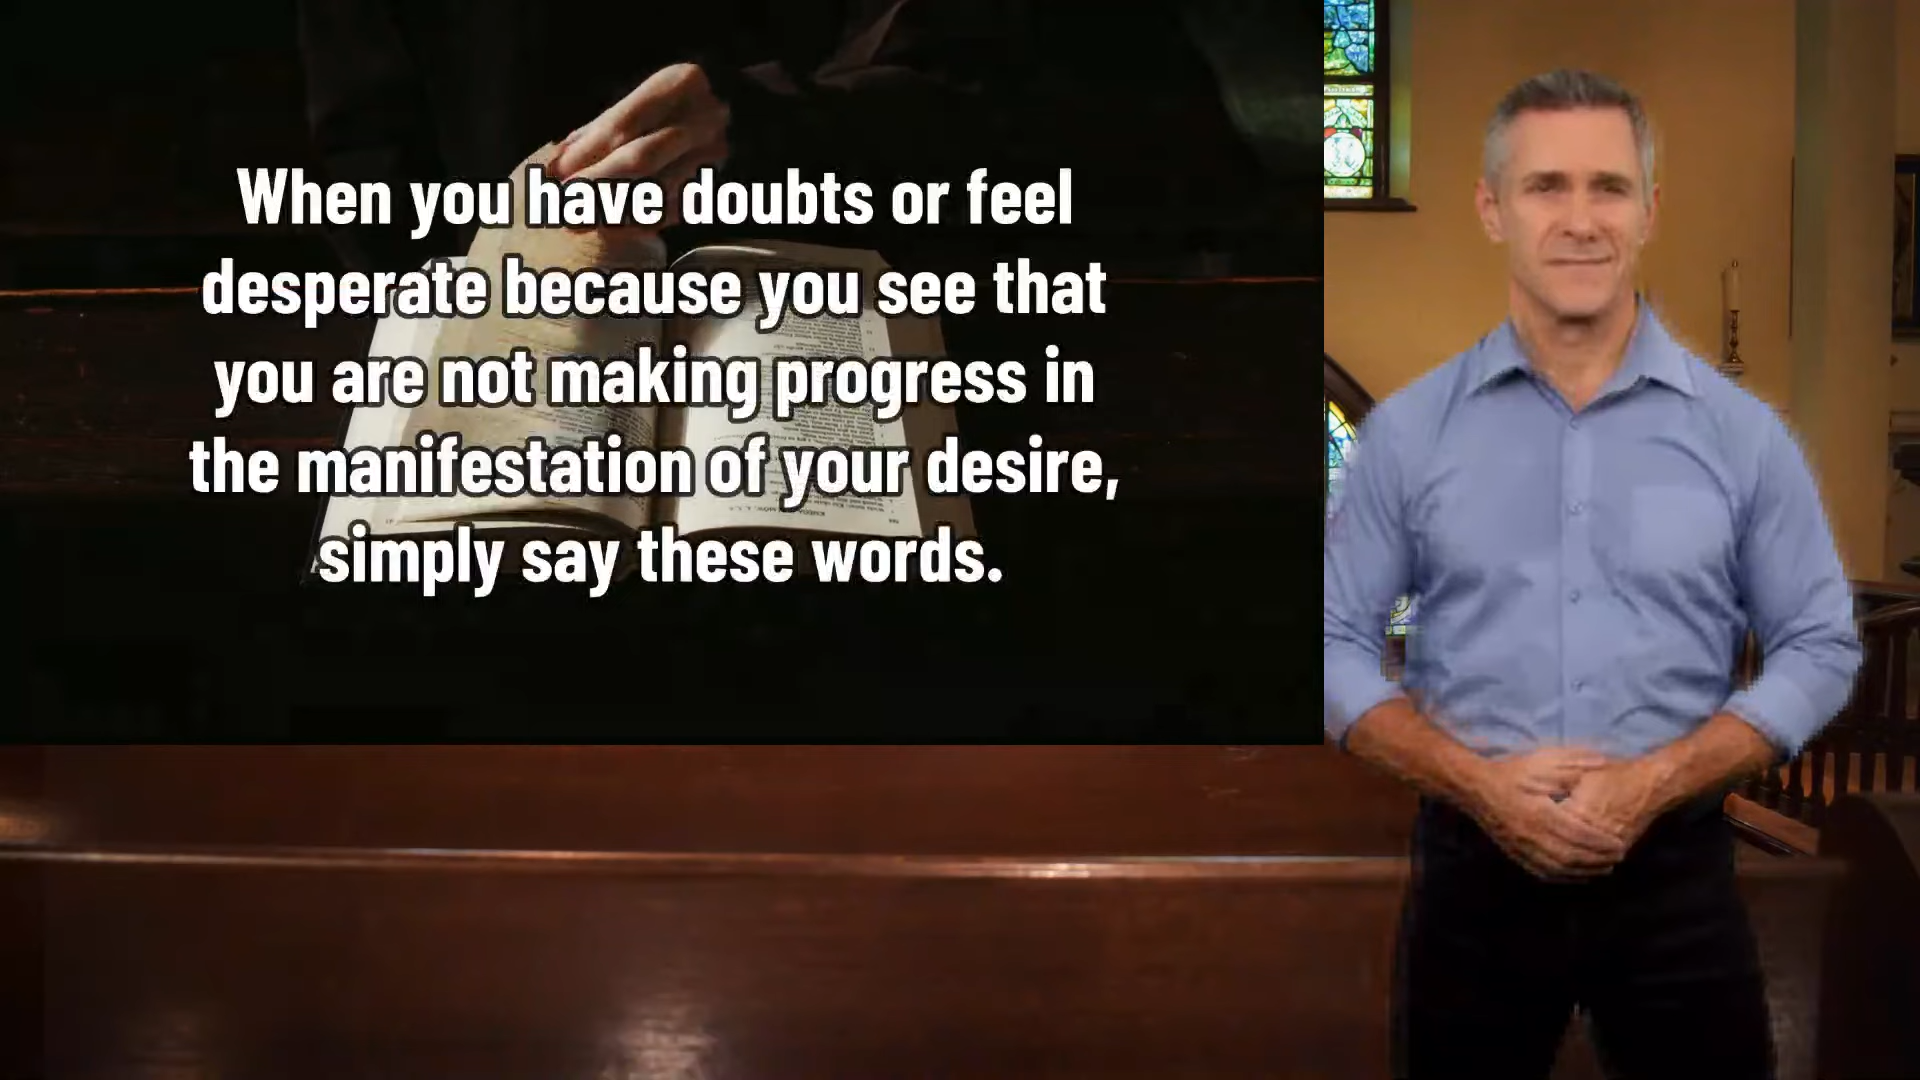 When you have doubts or feel
desperate because you see that
you are not making progress in
the manifestation of your desire,
simply say these words.